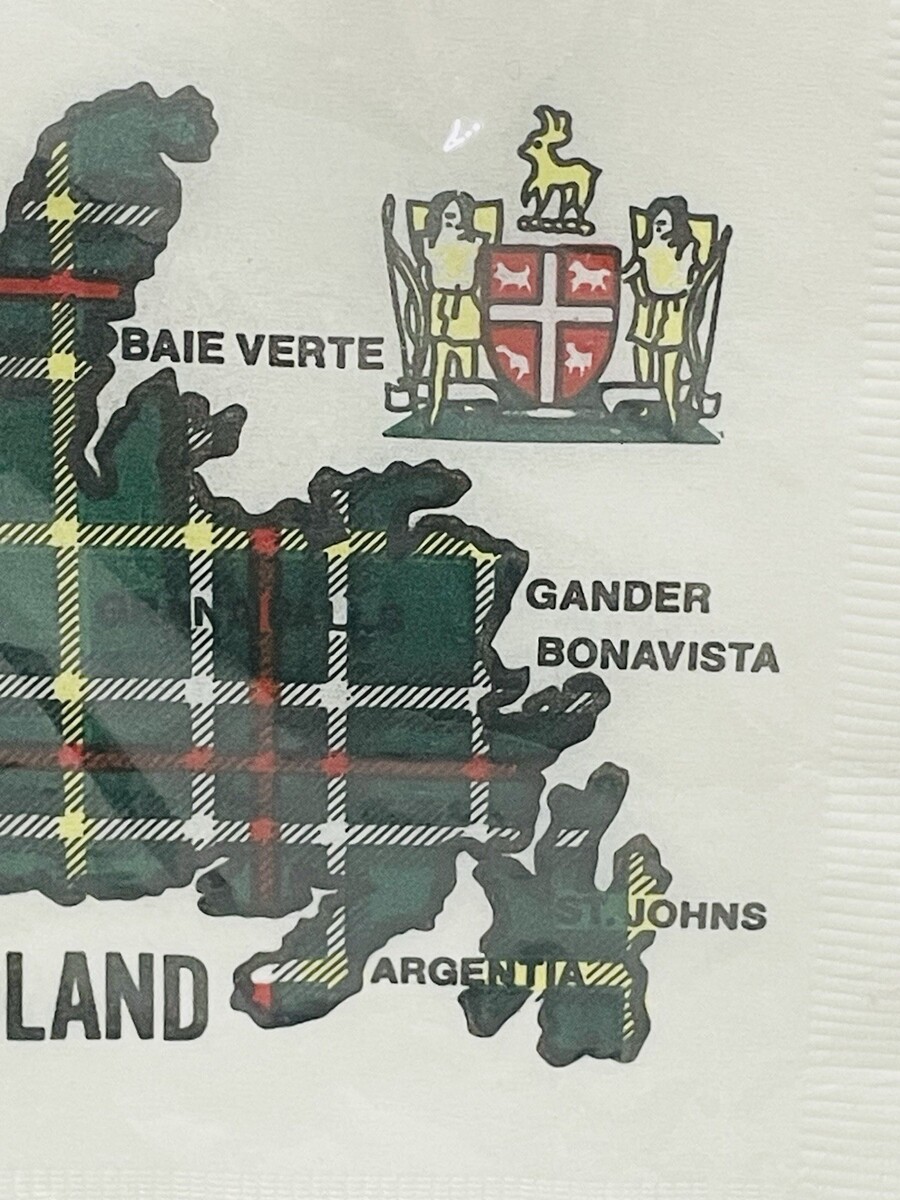 BAIE VERTE
GANDER
BONAVISTA
ST. JOHNS
ARGENTIA
LAND